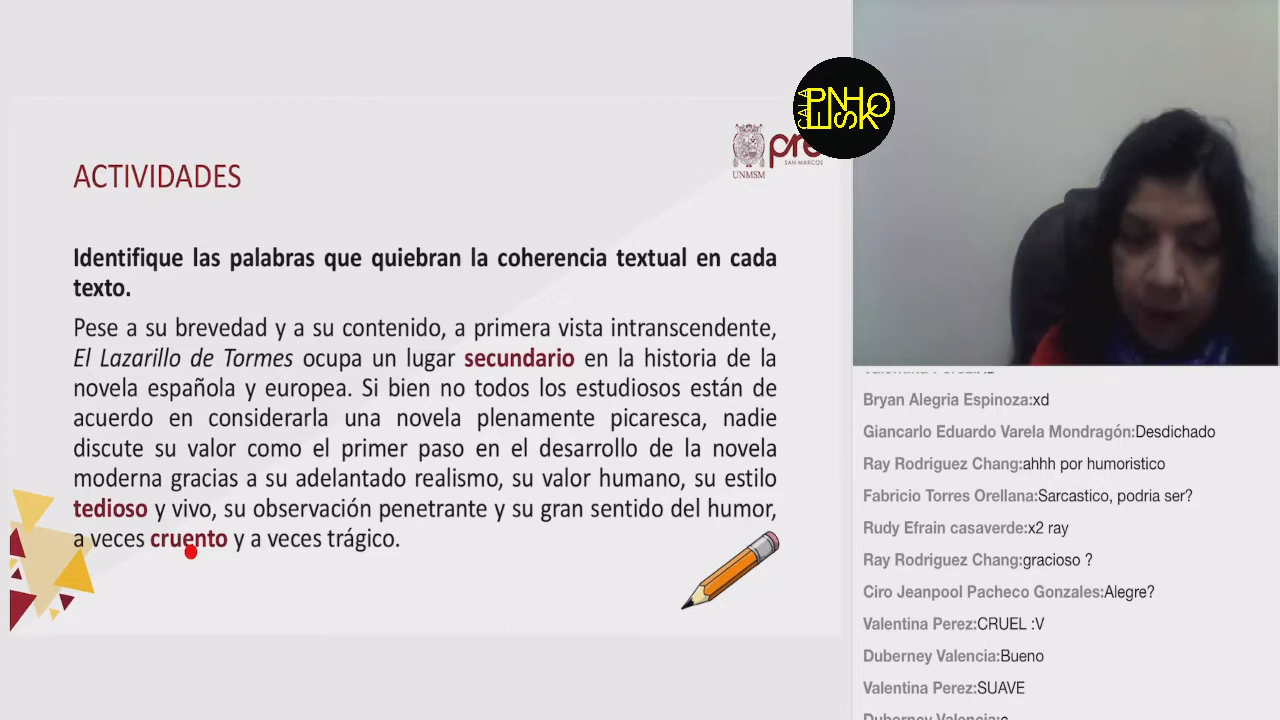 CALA
ESPNHOK
pre
SAN MARCOS
UNMSM
ACTIVIDADES
Identifique las palabras que quiebran la coherencia textual en cada
texto.
Pese a su brevedad y a su contenido, a primera vista intranscendente,
El Lazarillo de Tormes ocupa un lugar secundario en la historia de la
novela española y europea. Si bien no todos los estudiosos están de
acuerdo en considerarla una novela plenamente picaresca, nadie
discute su valor como el primer paso en el desarrollo de la novela
moderna gracias a su adelantado realismo, su valor humano, su estilo
tedioso y vivo, su observación penetrante y su gran sentido del humor,
a veces cruento y a veces trágico.
Bryan Alegria Espinoza:xd
Giancarlo Eduardo Varela Mondragón:Desdichado
Ray Rodriguez Chang:ahhh por humoristico
Fabricio Torres Orellana:Sarcastico, podria ser?
Rudy Efrain casaverde:x2 ray
Ray Rodriguez Chang:gracioso ?
Ciro Jeanpool Pacheco Gonzales:Alegre?
Valentina Perez:CRUEL :V
Duberney Valencia:Bueno
Valentina Perez:SUAVE
Duberney Valencia: